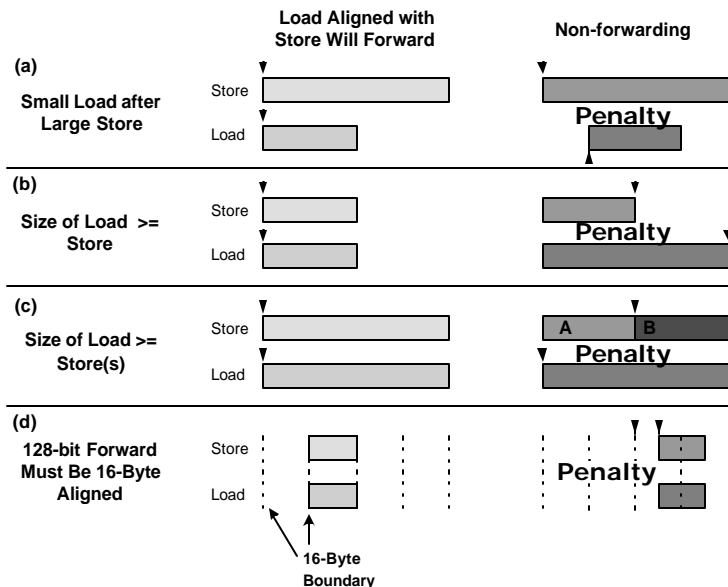 Load Aligned with
Store Will Forward
Non-forwarding
(a)
Small Load after
Large Store
Store
Load
Penalty
(b)
Size of Load >=
Store
Store
Load
Penalty
(c)
Size of Load >=
Store(s)
Store
Load
A
B
Penalty
(d)
128-bit Forward
Must Be 16-Byte
Aligned
Store
Load
Penalty
16-Byte
Boundary